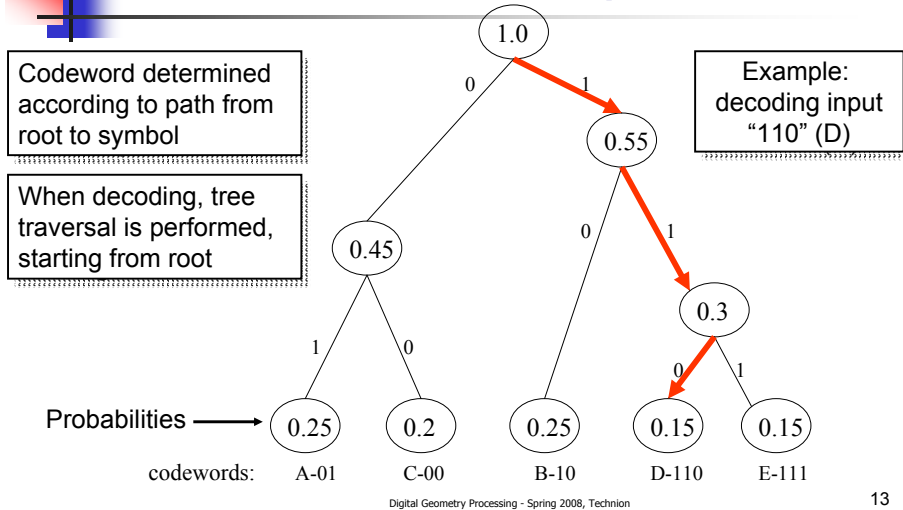 1.0
Codeword determined
according to path from
root to symbol
0
1
Example:
decoding input
“110” (D)
0.55
When decoding, tree
traversal is performed,
starting from root
0.45
0
1
0.3
1
0
0
1
Probabilities
0.25
0.2
0.25
0.15
0.15
codewords:
A-01
C-00
B-10
D-110
E-111
Digital Geometry Processing - Spring 2008, Technion
13